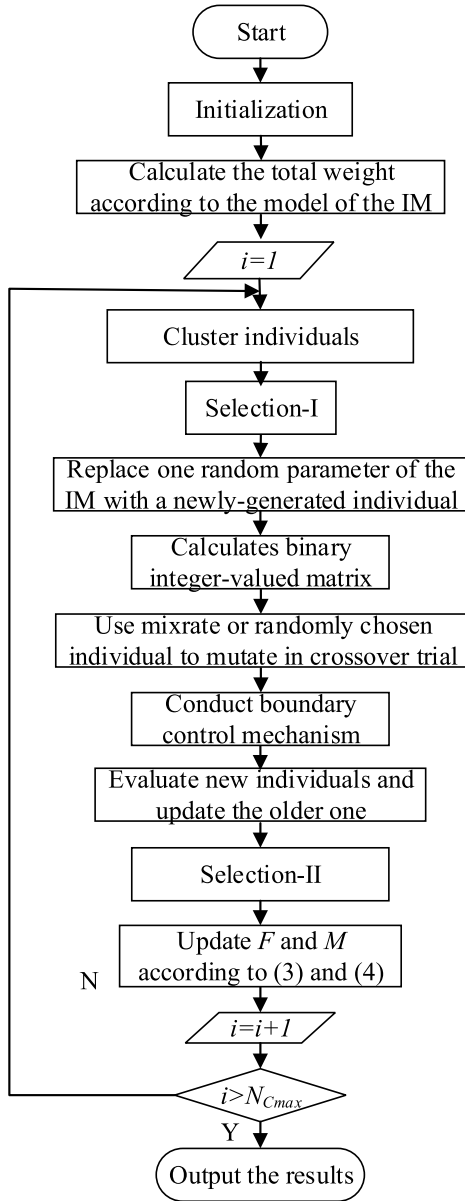 Start
Initialization
Calculate the total weight
according to the model of the IM
i=1
Cluster individuals
Selection-I
Replace one random parameter of the
IM with a newly-generated individual
Calculates binary
integer-valued matrix
Use mixrate or randomly chosen
individual to mutate in crossover trial
Conduct boundary
control mechanism
Evaluate new individuals and
update the older one
Selection-II
Update F and M
according to (3) and (4)
N
i=i+1
i>N_{Cmax}
Y
Output the results